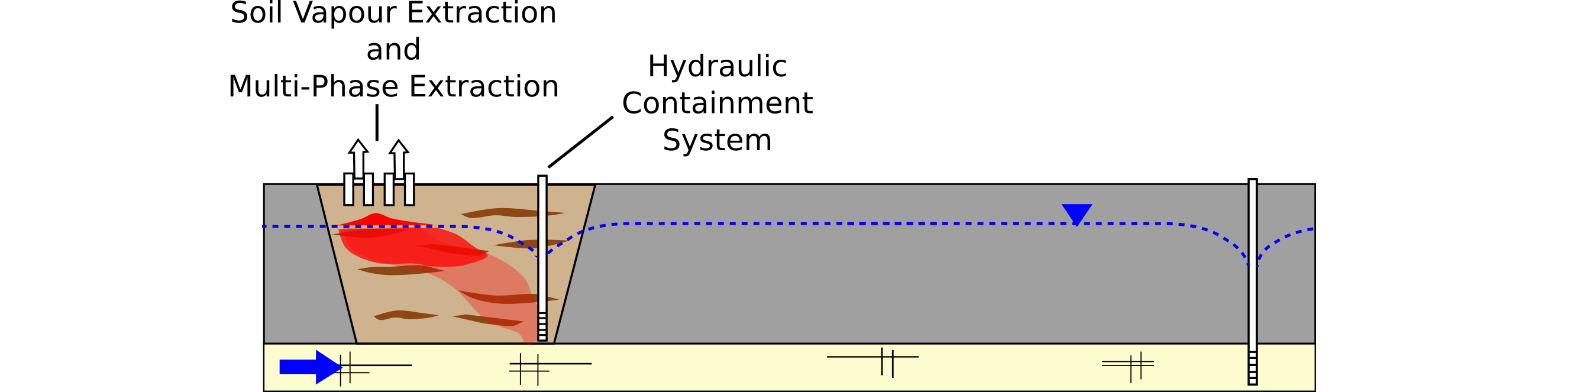 Soil Vapour Extraction
and
Multi-Phase Extraction
Hydraulic
Containment
System